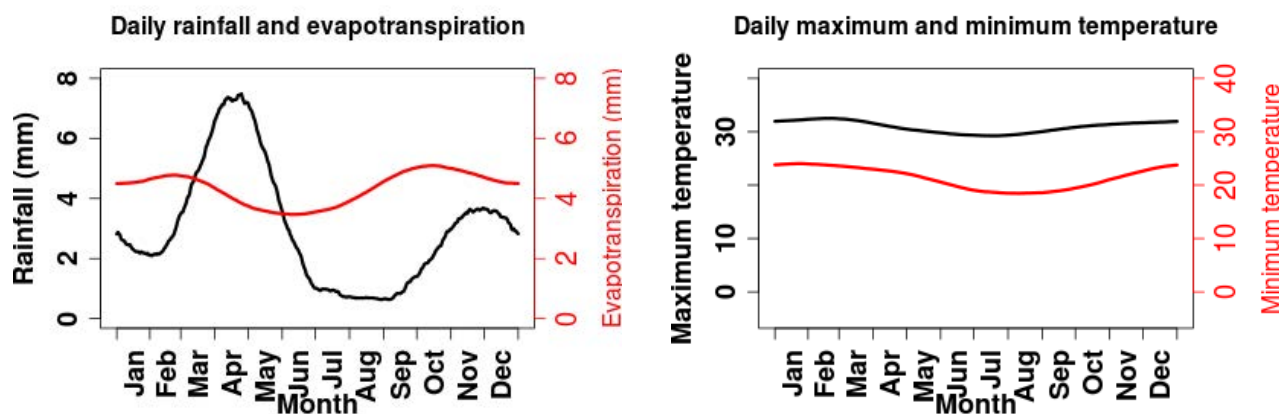 Daily rainfall and evapotranspiration
Rainfall (mm)
8
6
4
2
0
8
6
4
2
0
Evapotranspiration (mm)
Jan Feb Mar Apr May Jun Jul Aug Sep Oct Nov Dec
Month
Daily maximum and minimum temperature
Maximum temperature
30
10
0
40
30
20
10
0
Minimum temperature
Jan Feb Mar Apr May Jun Jul Aug Sep Oct Nov Dec
Month